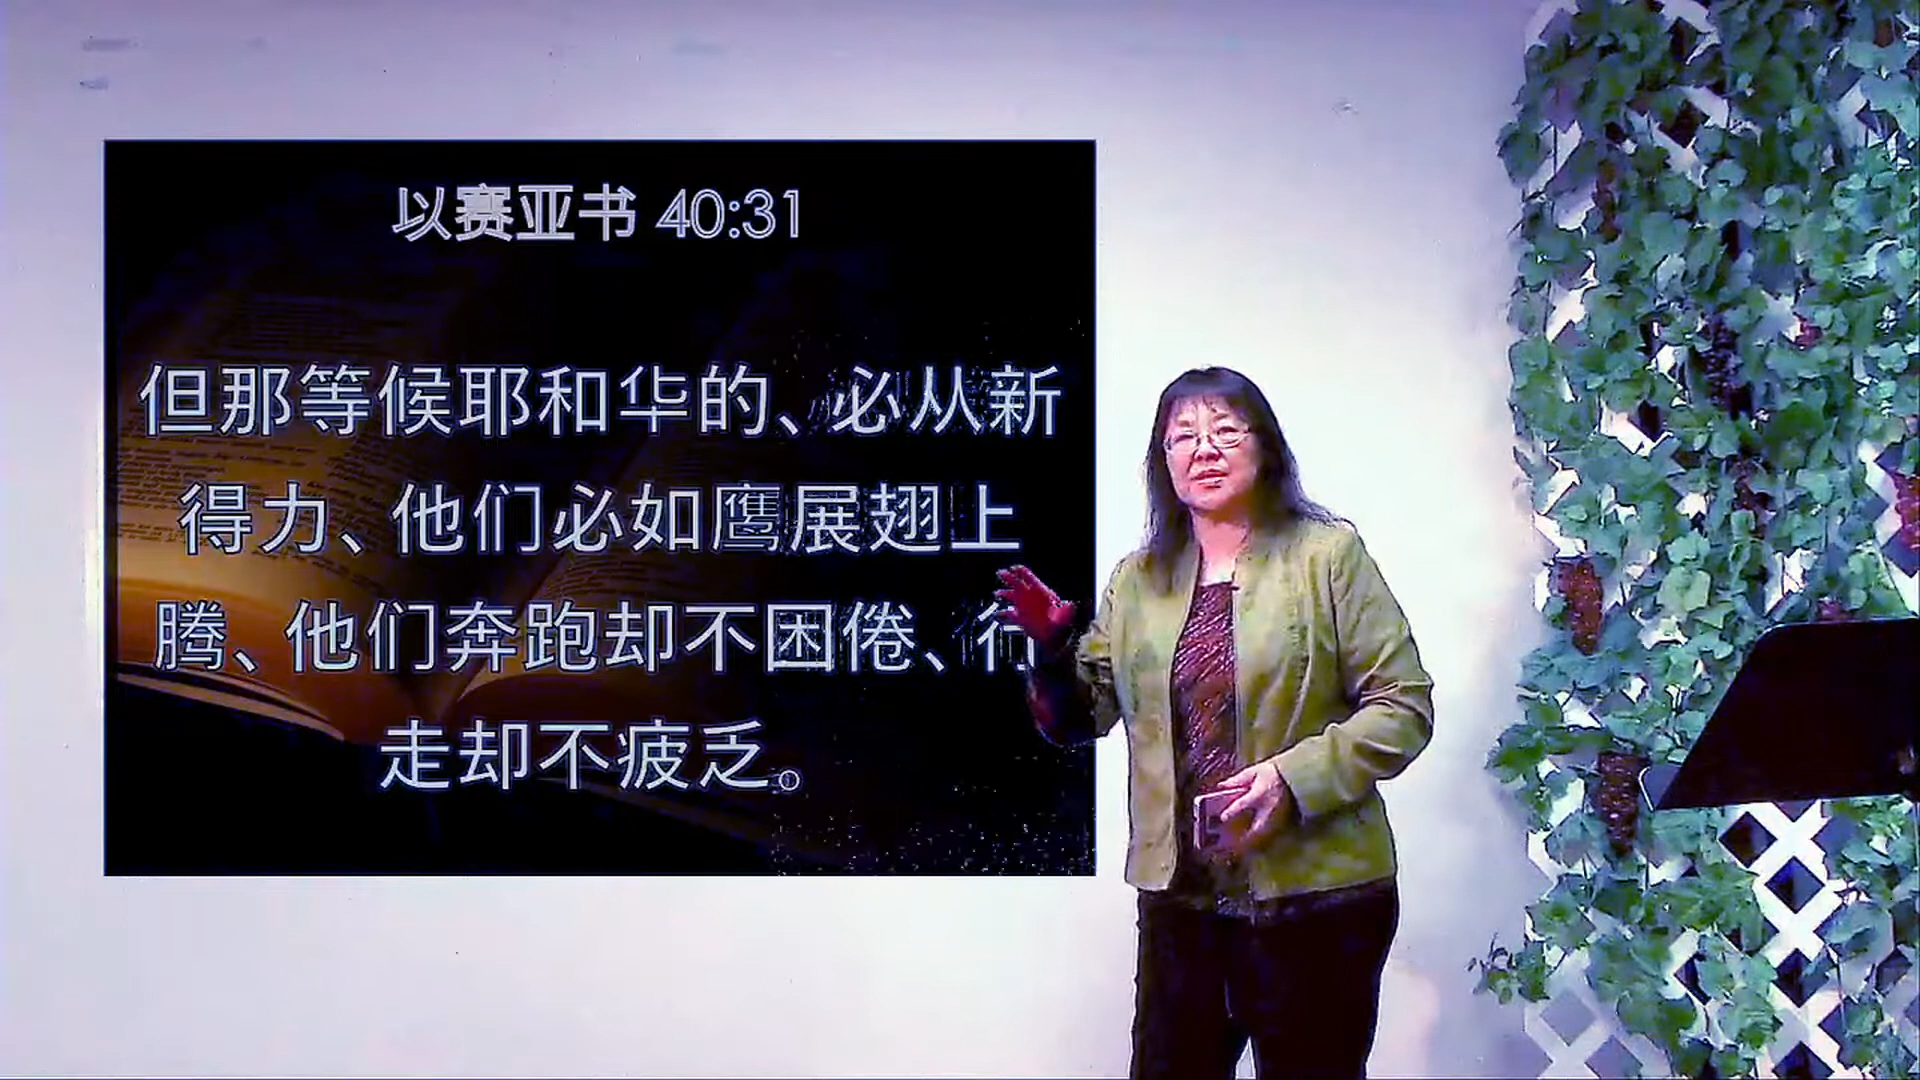 以赛亚书 40:31
但那等候耶和华的、必从新
得力、他们必如鹰展翅上
腾、他们奔跑却不困倦、行
走却不疲乏。